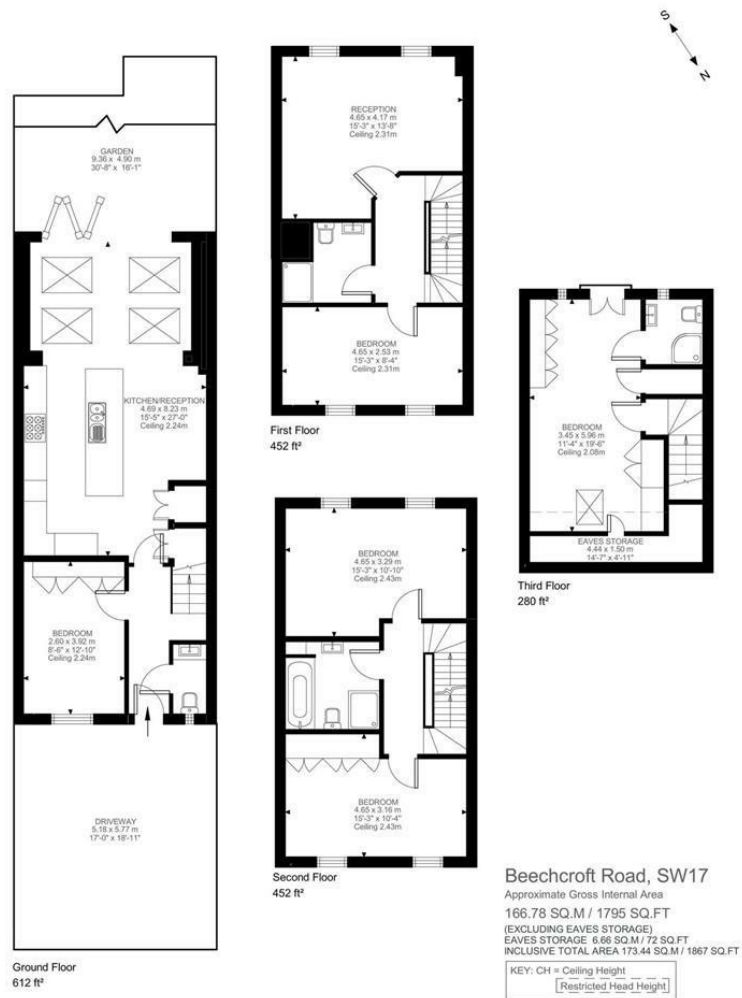 S
N
GARDEN
9.36 x 4.90 m
30'-8" x 16'-1"
KITCHEN/RECEPTION
4.69 x 8.23 m
15'-5" x 27'-0"
Ceiling 2.24m
BEDROOM
2.60 x 3.92 m
8'-6" x 12'-10"
Ceiling 2.24m
DRIVEWAY
5.18 x 5.77 m
17'-0" x 18'-11"
Ground Floor
612 ft²
RECEPTION
4.65 x 4.17 m
15'-3" x 13'-8"
Ceiling 2.31m
BEDROOM
4.65 x 2.53 m
15'-3" x 8'-4"
Ceiling 2.31m
First Floor
452 ft²
BEDROOM
4.65 x 3.29 m
15'-3" x 10'-10"
Ceiling 2.43m
BEDROOM
4.65 x 3.16 m
15'-3" x 10'-4"
Ceiling 2.43m
Second Floor
452 ft²
BEDROOM
3.45 x 5.96 m
11'-4" x 19'-6"
Ceiling 2.08m
EAVES STORAGE
4.44 x 1.50 m
14'-7" x 4'-11"
Third Floor
280 ft²
Beechcroft Road, SW17
Approximate Gross Internal Area
166.78 SQ.M / 1795 SQ.FT
(EXCLUDING EAVES STORAGE)
EAVES STORAGE 6.66 SQ.M / 72 SQ.FT
INCLUSIVE TOTAL AREA 173.44 SQ.M / 1867 SQ.FT
KEY: CH = Ceiling Height
Restricted Head Height